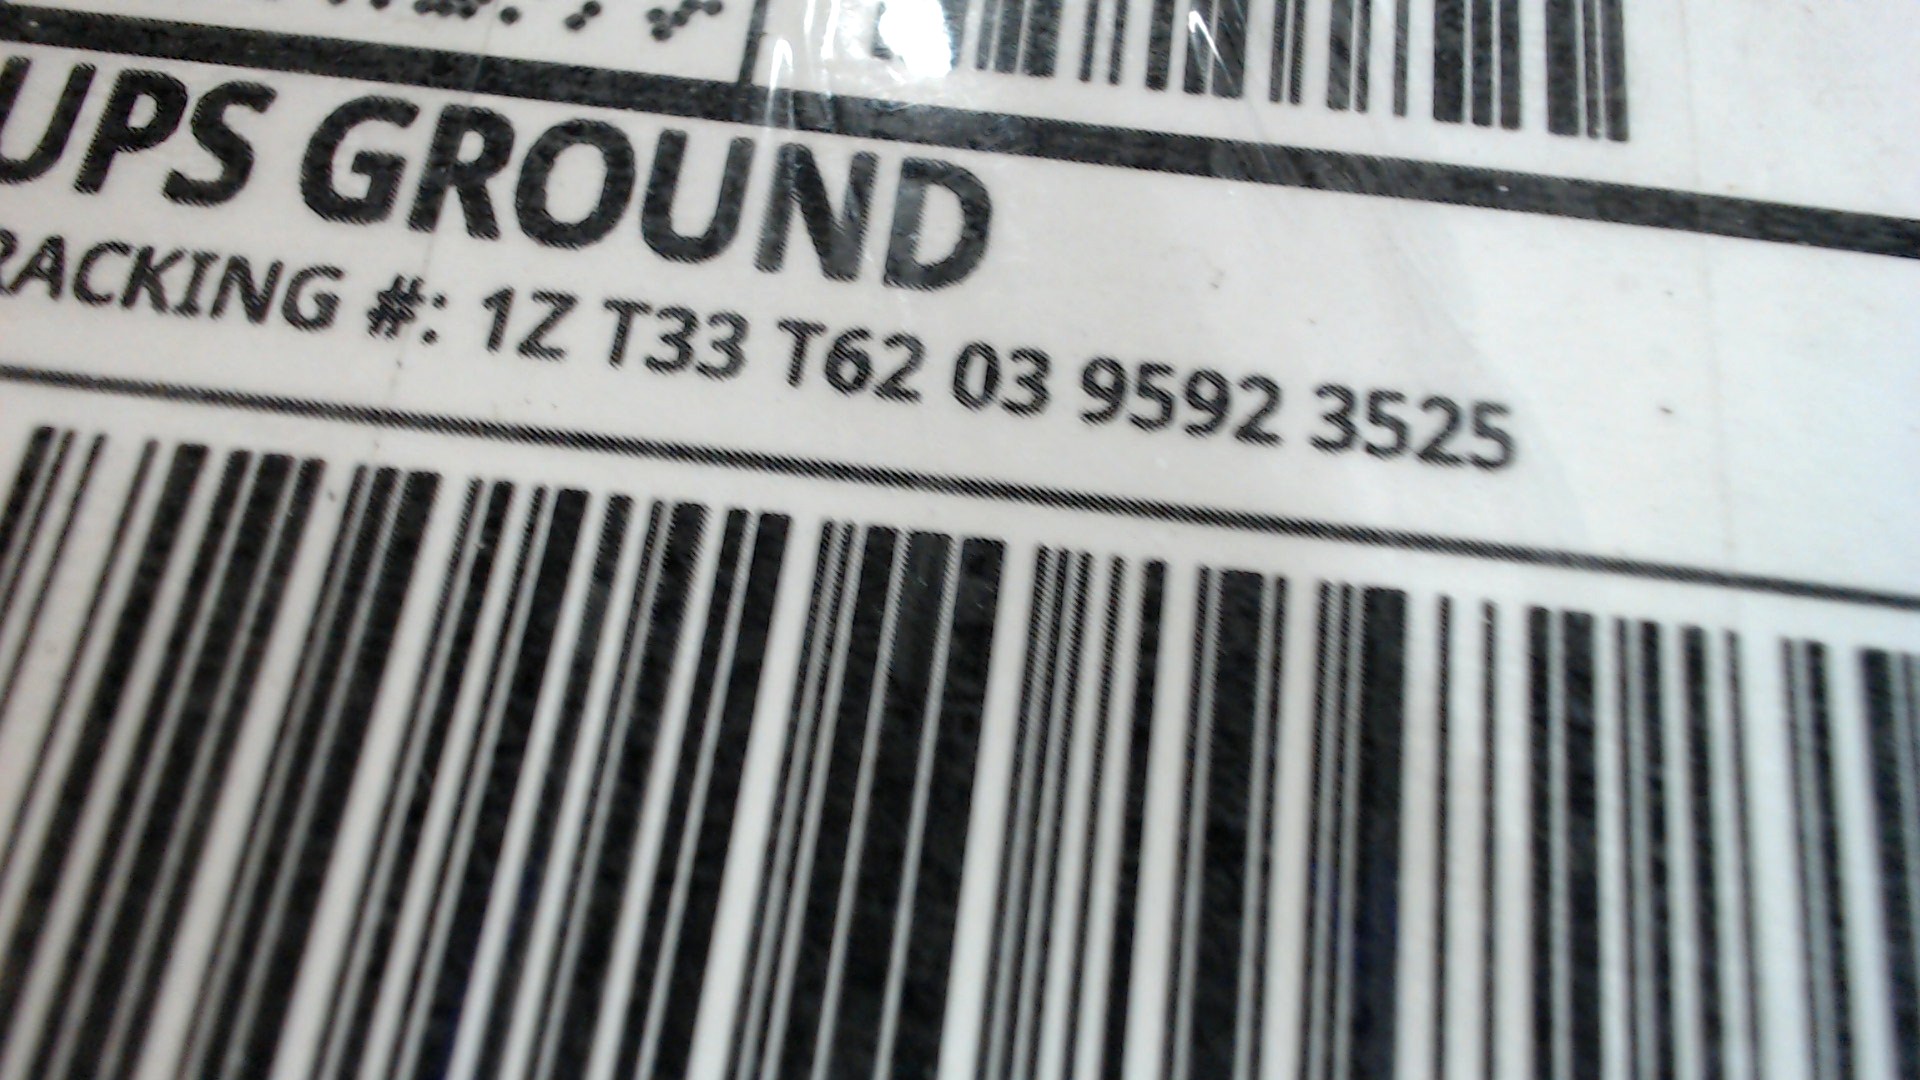 UPS GROUND
RACKING #: 1Z T33 T62 03 9592 3525